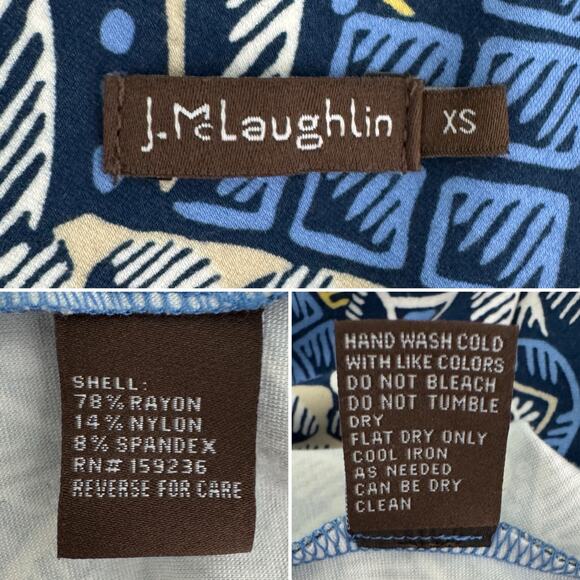 J.McLaughlin
XS
SHELL:
78% RAYON
14% NYLON
8% SPANDEX
RN# 159236
REVERSE FOR CARE
HAND WASH COLD
WITH LIKE COLORS
DO NOT BLEACH
DO NOT TUMBLE
DRY
FLAT DRY ONLY
COOL IRON
AS NEEDED
CAN BE DRY
CLEAN